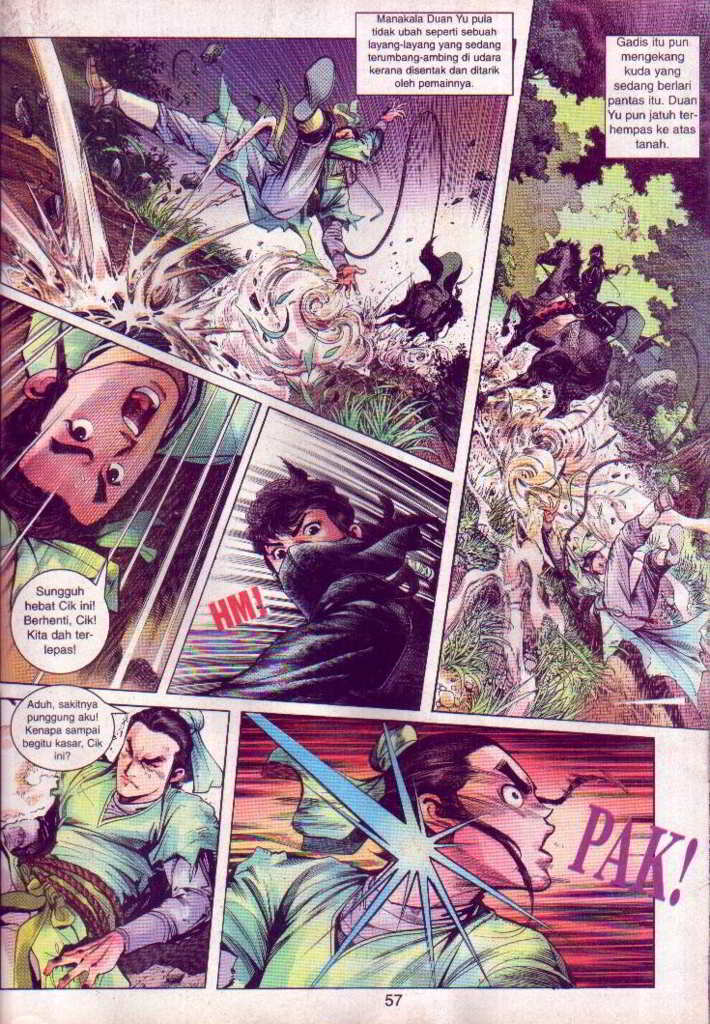 Manakala Duan Yu pula
tidak ubah seperti sebuah
layang-layang yang sedang
terumbang-ambing di udara
kerana disentak dan ditarik
oleh pemainnya.
Gadis itu pun
mengekang
kuda yang
sedang berlari
pantas itu. Duan
Yu pun jatuh ter-
hempas ke atas
tanah.
Sungguh
hebat Cik ini!
Berhenti, Cik!
Kita dah ter-
lepas!
HM!
Aduh, sakitnya
punggung aku!
Kenapa sampai
begitu kasar, Cik
ini?
PAK!
57